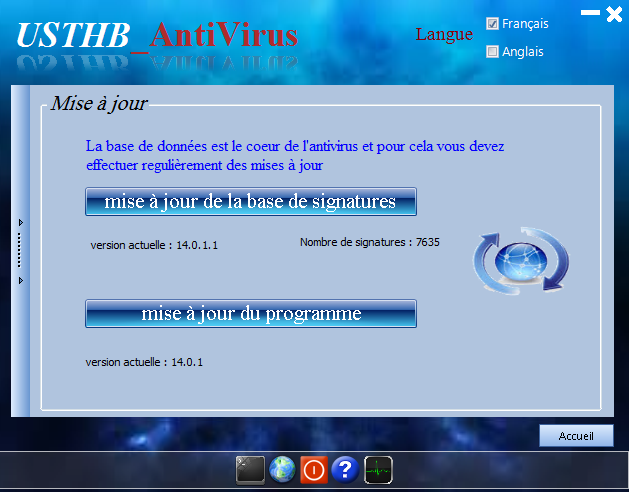 USTHB_AntiVirus
Langue
Français
Anglais
Mise à jour
La base de données est le coeur de l'antivirus et pour cela vous devez
effectuer regulièrement des mises à jour
mise à jour de la base de signatures
version actuelle : 14.0.1.1
Nombre de signatures : 7635
mise à jour du programme
version actuelle : 14.0.1
Accueil